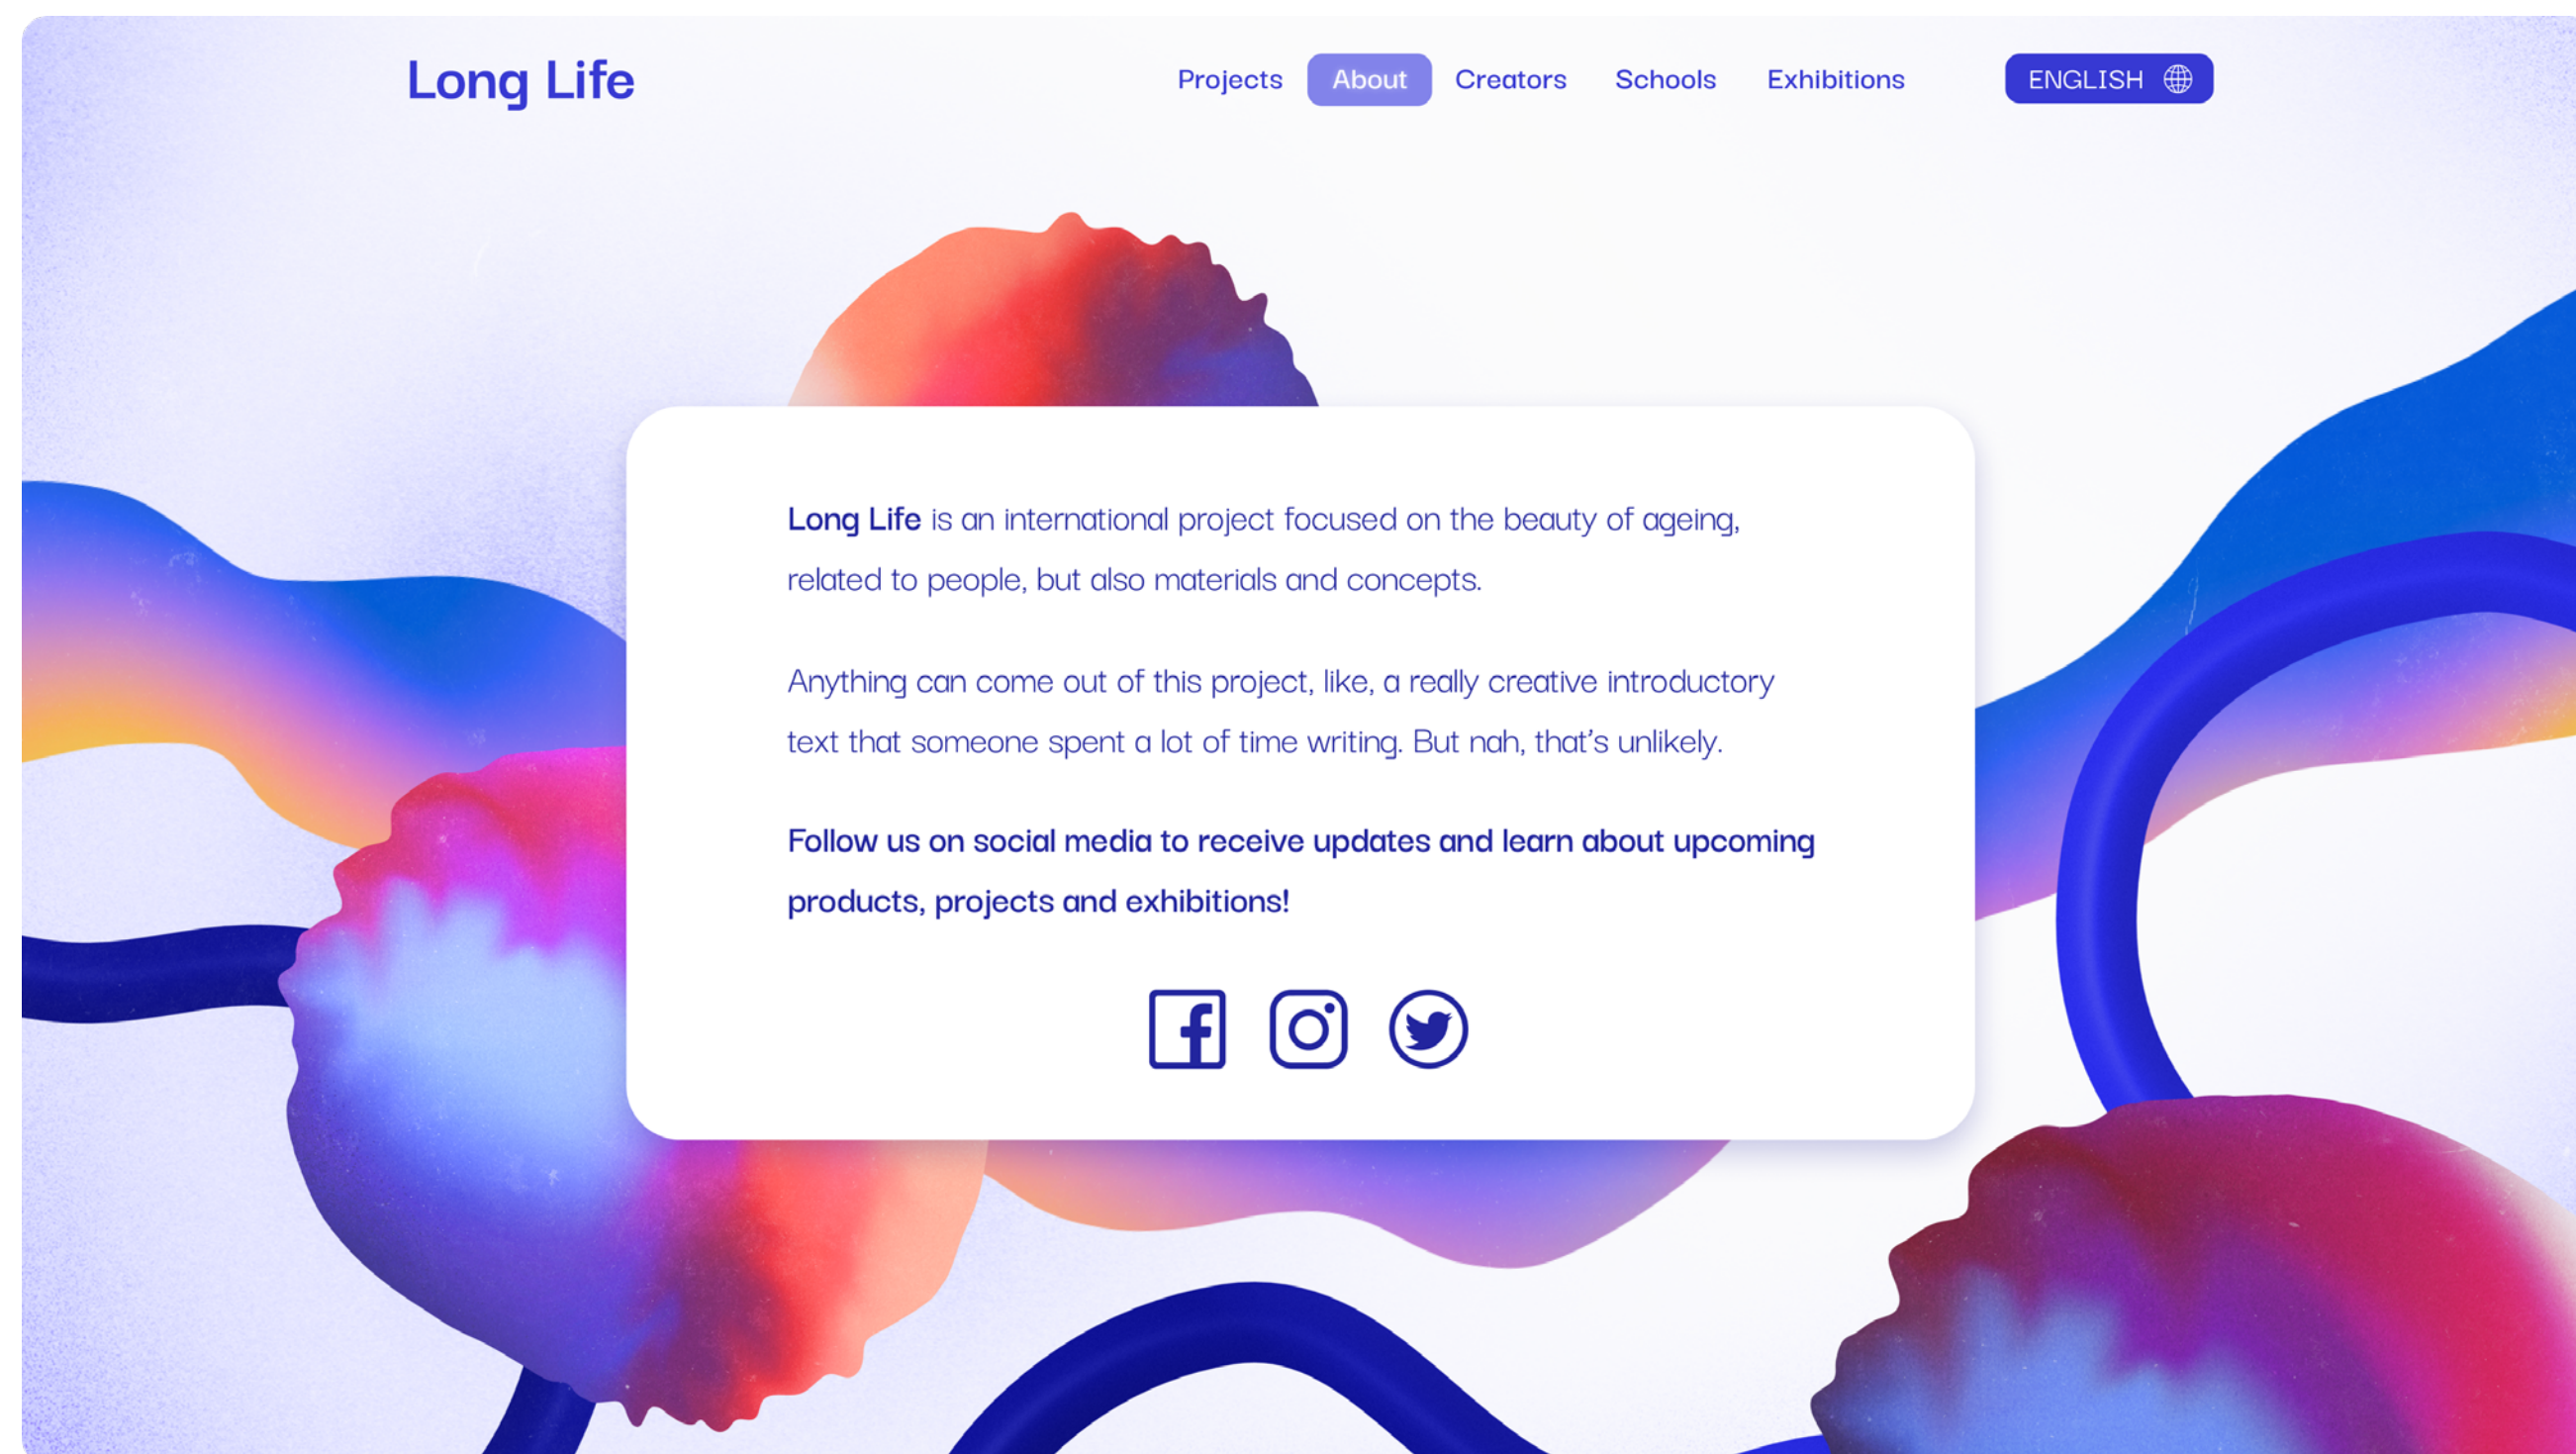 Long Life
Projects About Creators Schools Exhibitions ENGLISH
Long Life is an international project focused on the beauty of ageing,
related to people, but also materials and concepts.
Anything can come out of this project, like, a really creative introductory
text that someone spent a lot of time writing. But nah, that’s unlikely.
Follow us on social media to receive updates and learn about upcoming
products, projects and exhibitions!